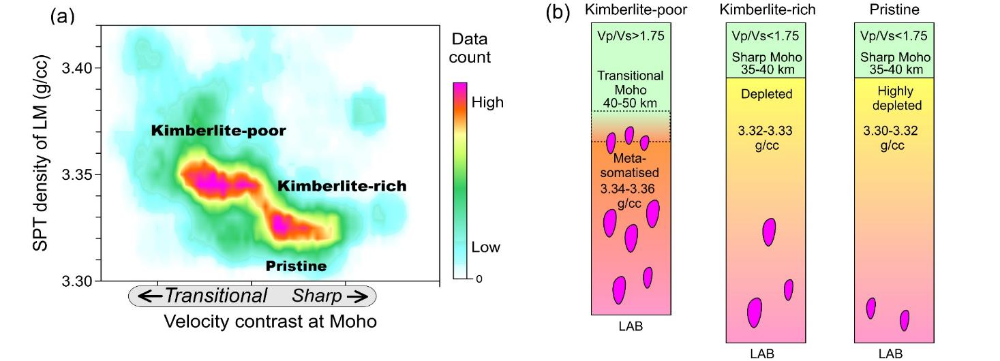 (a)
SPT density of LM (g/cc)
3.40
3.35
3.30
Kimberlite-poor
Kimberlite-rich
Pristine
← Transitional Sharp →
Velocity contrast at Moho
Data
count
High
Low
0
(b)
Kimberlite-poor
Vp/Vs>1.75
Transitional
Moho
40-50 km
Meta-
somatised
3.34-3.36
g/cc
LAB
Kimberlite-rich
Vp/Vs<1.75
Sharp Moho
35-40 km
Depleted
3.32-3.33
g/cc
LAB
Pristine
Vp/Vs<1.75
Sharp Moho
35-40 km
Highly
depleted
3.30-3.32
g/cc
LAB